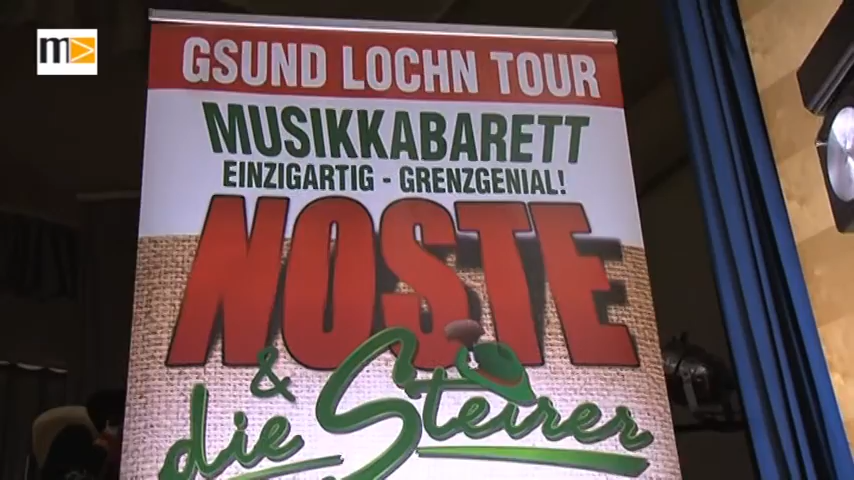 m
GSUND LOCHN TOUR
MUSIKKABARETT
EINZIGARTIG - GRENZGENIAL!
NOSTE
& die Steirer